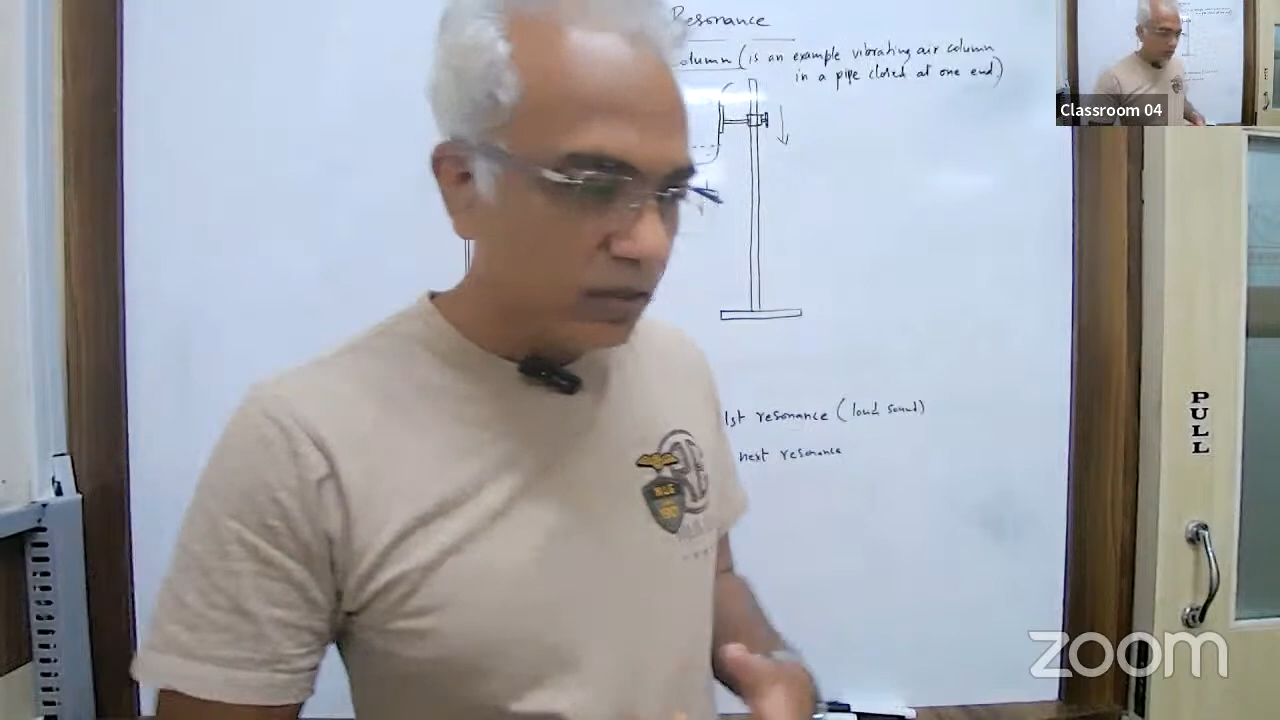 Resonance
olumn (is an example vibrating air column
in a pipe closed at one end)
Classroom 04
1st resonance (loud sound)
next resonance
PULL
zoom